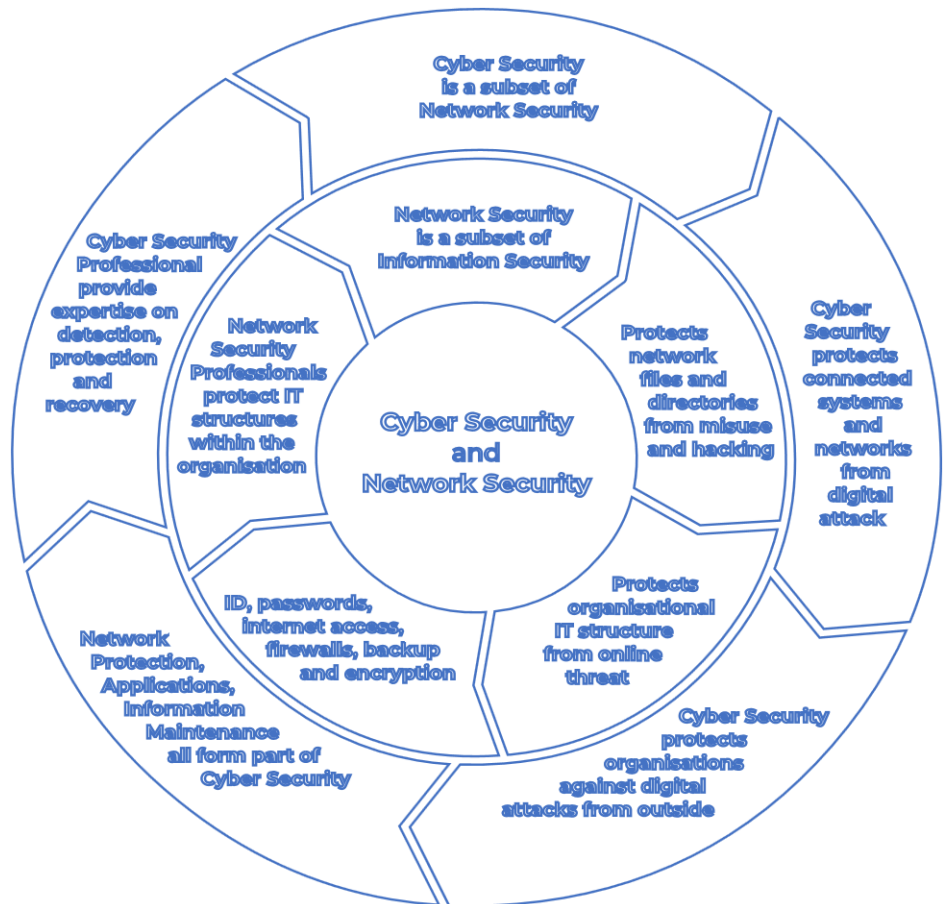 Cyber Security
is a subset of
Network Security
Cyber
Security
protects
connected
systems
and
networks
from
digital
attack
Cyber Security
protects
organisations
against digital
attacks from outside
Network
Protection,
Applications,
Information
Maintenance
all form part of
Cyber Security
Cyber Security
Professional
provide
expertise on
detection,
protection
and
recovery
Network Security
is a subset of
Information Security
Protects
network
files and
directories
from misuse
and hacking
Protects
organisational
IT structure
from online
threat
ID, passwords,
internet access,
firewalls, backup
and encryption
Network
Security
Professionals
protect IT
structures
within the
organisation
Cyber Security
and
Network Security